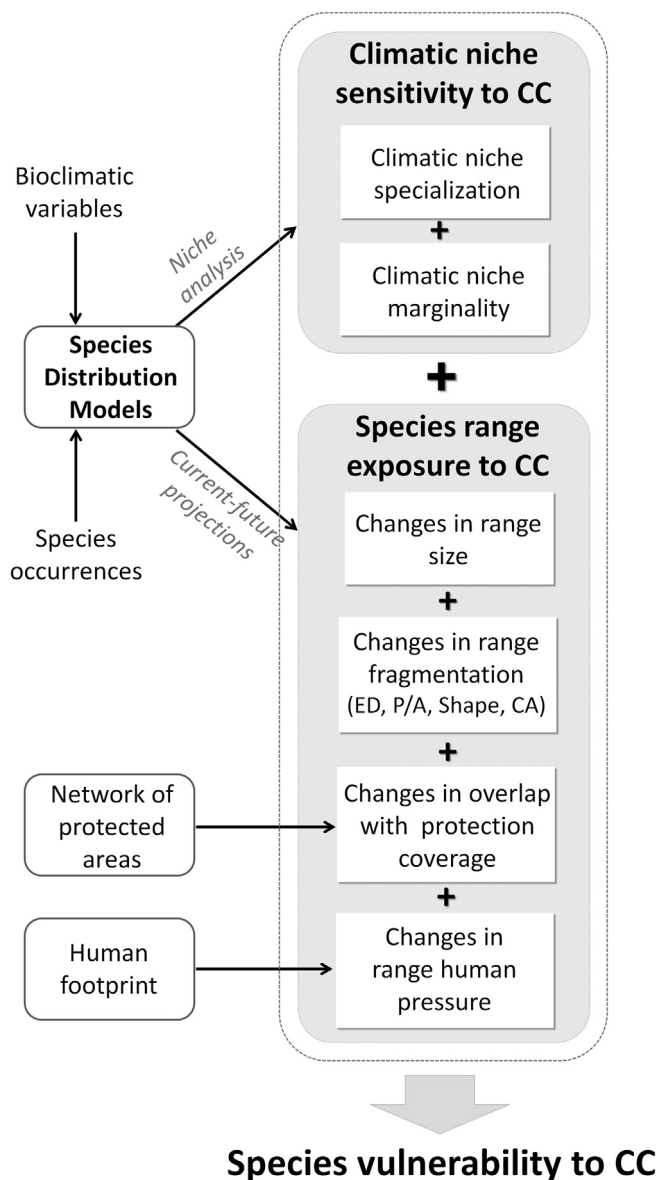 Climatic niche
sensitivity to CC
Climatic niche
specialization
+
Climatic niche
marginality
Bioclimatic
variables
Niche
analysis
Species
Distribution
Models
+
Species range
exposure to CC
Current-future
projections
Species
occurrences
Changes in range
size
+
Changes in range
fragmentation
(ED, P/A, Shape, CA)
+
Network of
protected
areas
Changes in overlap
with protection
coverage
+
Human
footprint
Changes in
range human
pressure
Species vulnerability to CC